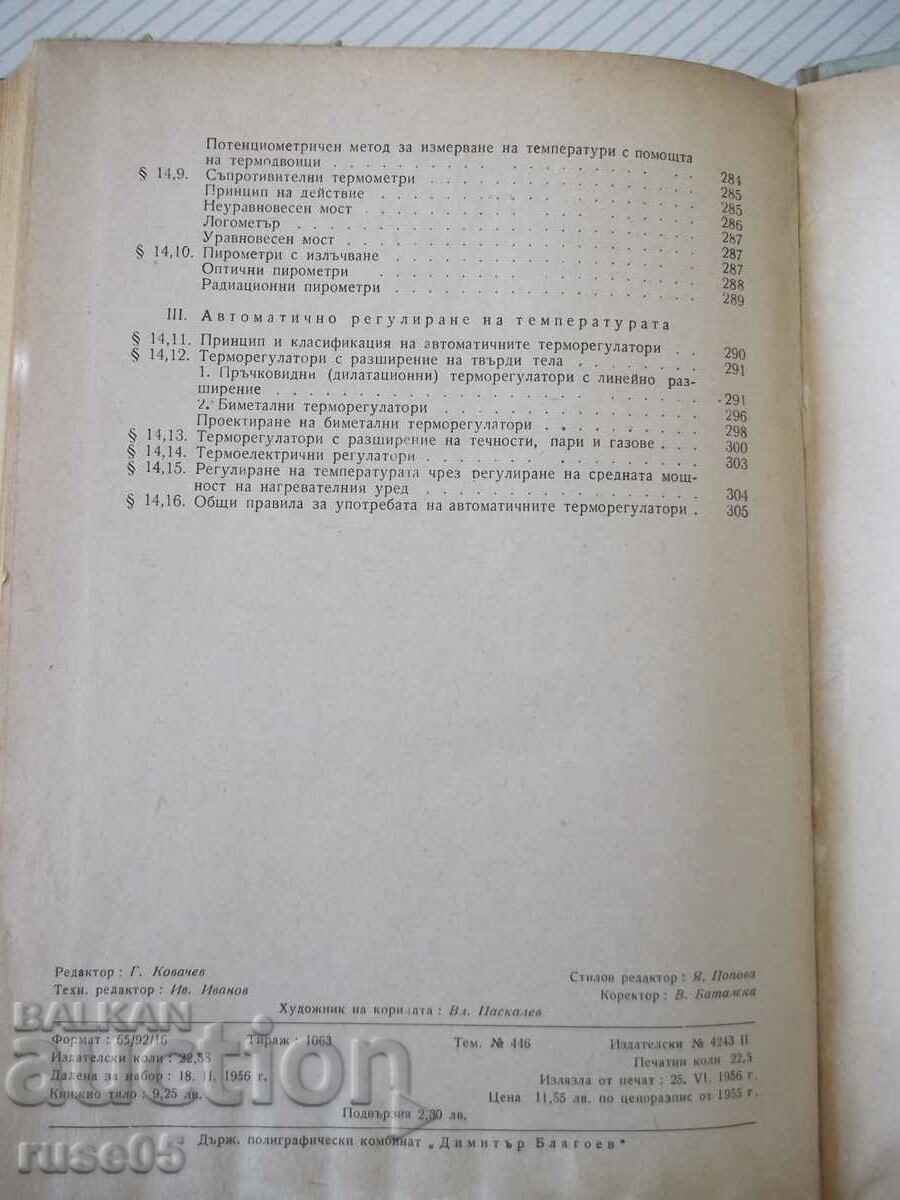 Потенциометричен метод за измерване на температури с помощта
на термодвоици . . . . . . . . . . . . . . 284
§ 14,9. Съпротивителни термометри . . . . . . . . . . 285
Принцип на действие . . . . . . . . . . . . 285
Неуравновесен мост . . . . . . . . . . . . 286
Логометър . . . . . . . . . . . . . . 287
Уравновесен мост . . . . . . . . . . . . 287
§ 14,10. Пирометри с излъчване . . . . . . . . . . . 287
Оптични пирометри . . . . . . . . . . . . 288
Радиационни пирометри . . . . . . . . . . . 289
III. Автоматично регулиране на температурата
§ 14,11. Принцип и класификация на автоматичните терморегулатори . . 290
§ 14,12. Терморегулатори с разширение на твърди тела . . . . . . 291
1. Пръчковидни (дилатационни) терморегулатори с линейно раз-
ширение . . . . . . . . . . . . . . . 291
2. Биметални терморегулатори . . . . . . . . . 296
Проектиране на биметални терморегулатори . . . . . . 298
§ 14,13. Терморегулатори с разширение на течности, пари и газове . . . 300
§ 14,14. Термоелектрични регулатори . . . . . . . . . . 303
§ 14,15. Регулиране на температурата чрез регулиране на средната мощ-
ност на нагревателния уред . . . . . . . . . . 304
§ 14,16. Общи правила за употребата на автоматичните терморегулатори . 305
Редактор : Г. Ковачев Стилов редактор : Я. Попова
Техн. редактор : Ив. Иванов Коректор : В. Баталска
Художник на корицата : Вл. Паскалев
BALKAN
auction
Формат : 65/92/16 Тираж : 1063 Тем. № 446 Издателски № 4243 II
Издателски коли : 22,58 Печатни коли 22,5
Дадена за набор : 18. II. 1956 г. Излязла от печат : 25. VI. 1956 г.
Книжно тяло : 9,25 лв. Цена 11,55 лв. по ценоразпис от 1955 г.
Подвързия 2,30 лв.
Държ. полиграфически комбинат „Димитър Благоев"
ruse05